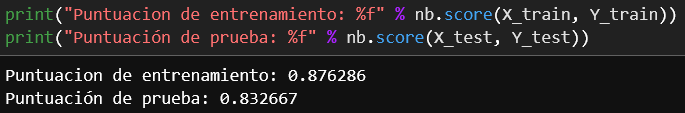 print("Puntuacion de entrenamiento: %f" % nb.score(X_train, Y_train))
print("Puntuación de prueba: %f" % nb.score(X_test, Y_test))
Puntuacion de entrenamiento: 0.876286
Puntuación de prueba: 0.832667